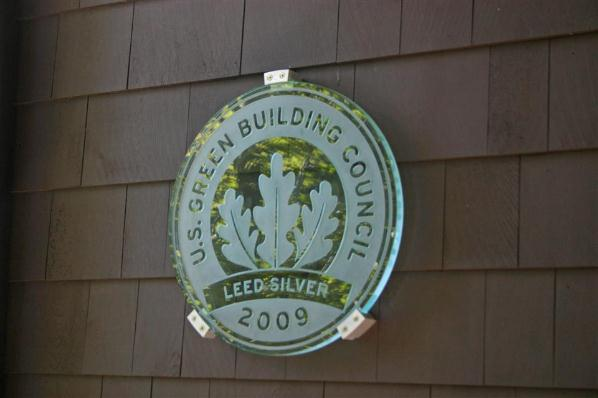 U.S. GREEN BUILDING COUNCIL
LEED SILVER
2009